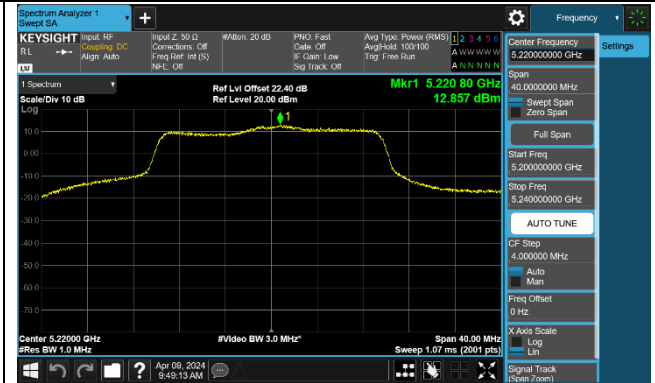 Spectrum Analyzer 1
Swept SA
Frequency
KEYSIGHT
RL
LXI
Input: RF
Coupling: DC
Align: Auto
Input Z: 50 Ω
Corrections: Off
Freq Ref: Int (S)
NFE: Off
#Atten: 20 dB
PNO: Fast
Gate: Off
IF Gain: Low
Sig Track: Off
Avg Type: Power (RMS)
Avg|Hold: 100/100
Trig: Free Run
1 2 3 4 5 6
A W W W W W
A N N N N N
1 Spectrum
Scale/Div 10 dB
Log
Ref Lvl Offset 22.40 dB
Ref Level 20.00 dBm
Mkr1 5.220 80 GHz
12.857 dBm
1
10.0
0.00
-10.0
-20.0
-30.0
-40.0
-50.0
-60.0
-70.0
Center 5.22000 GHz
#Res BW 1.0 MHz
#Video BW 3.0 MHz*
Span 40.00 MHz
Sweep 1.07 ms (2001 pts)
Apr 09, 2024
9:49:13 AM
Center Frequency
5.220000000 GHz
Settings
Span
40.0000000 MHz
Swept Span
Zero Span
Full Span
Start Freq
5.200000000 GHz
Stop Freq
5.240000000 GHz
AUTO TUNE
CF Step
4.000000 MHz
Auto
Man
Freq Offset
0 Hz
X Axis Scale
Log
Lin
Signal Track
(Span Zoom)